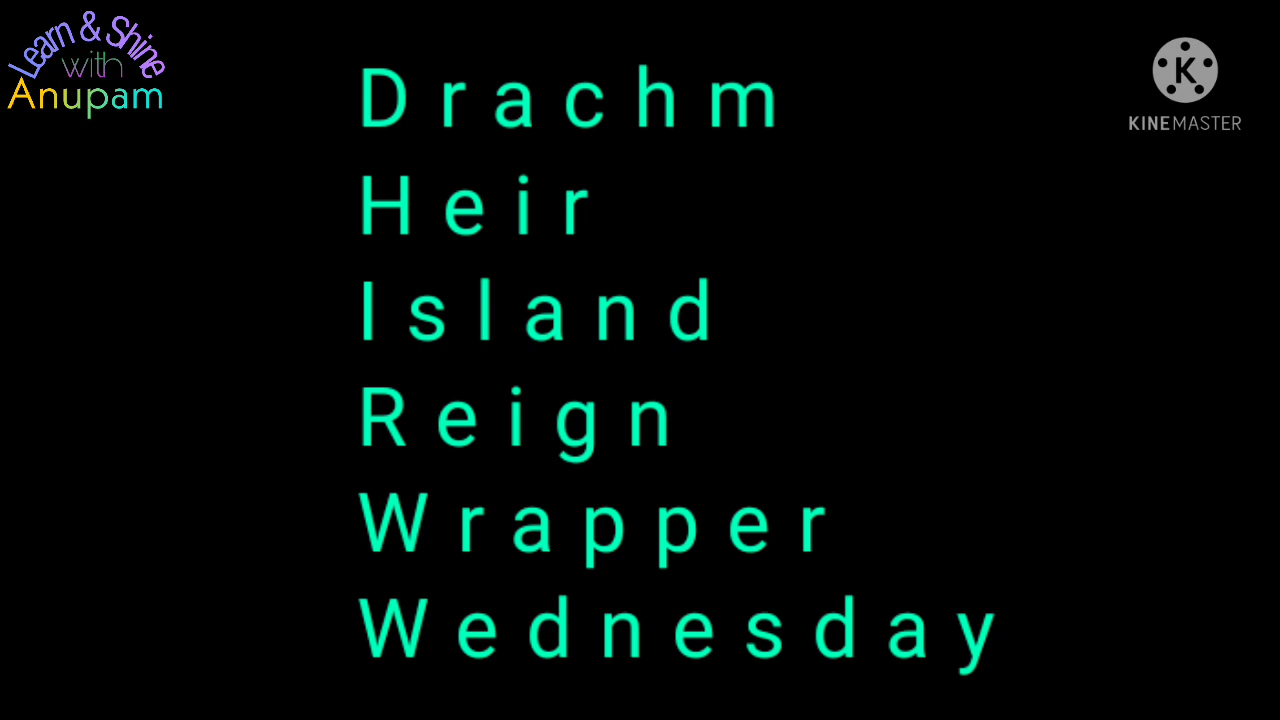 Learn & Shine
with
Anupam
K
KINEMASTER
Drachm
Heir
Island
Reign
Wrapper
Wednesday